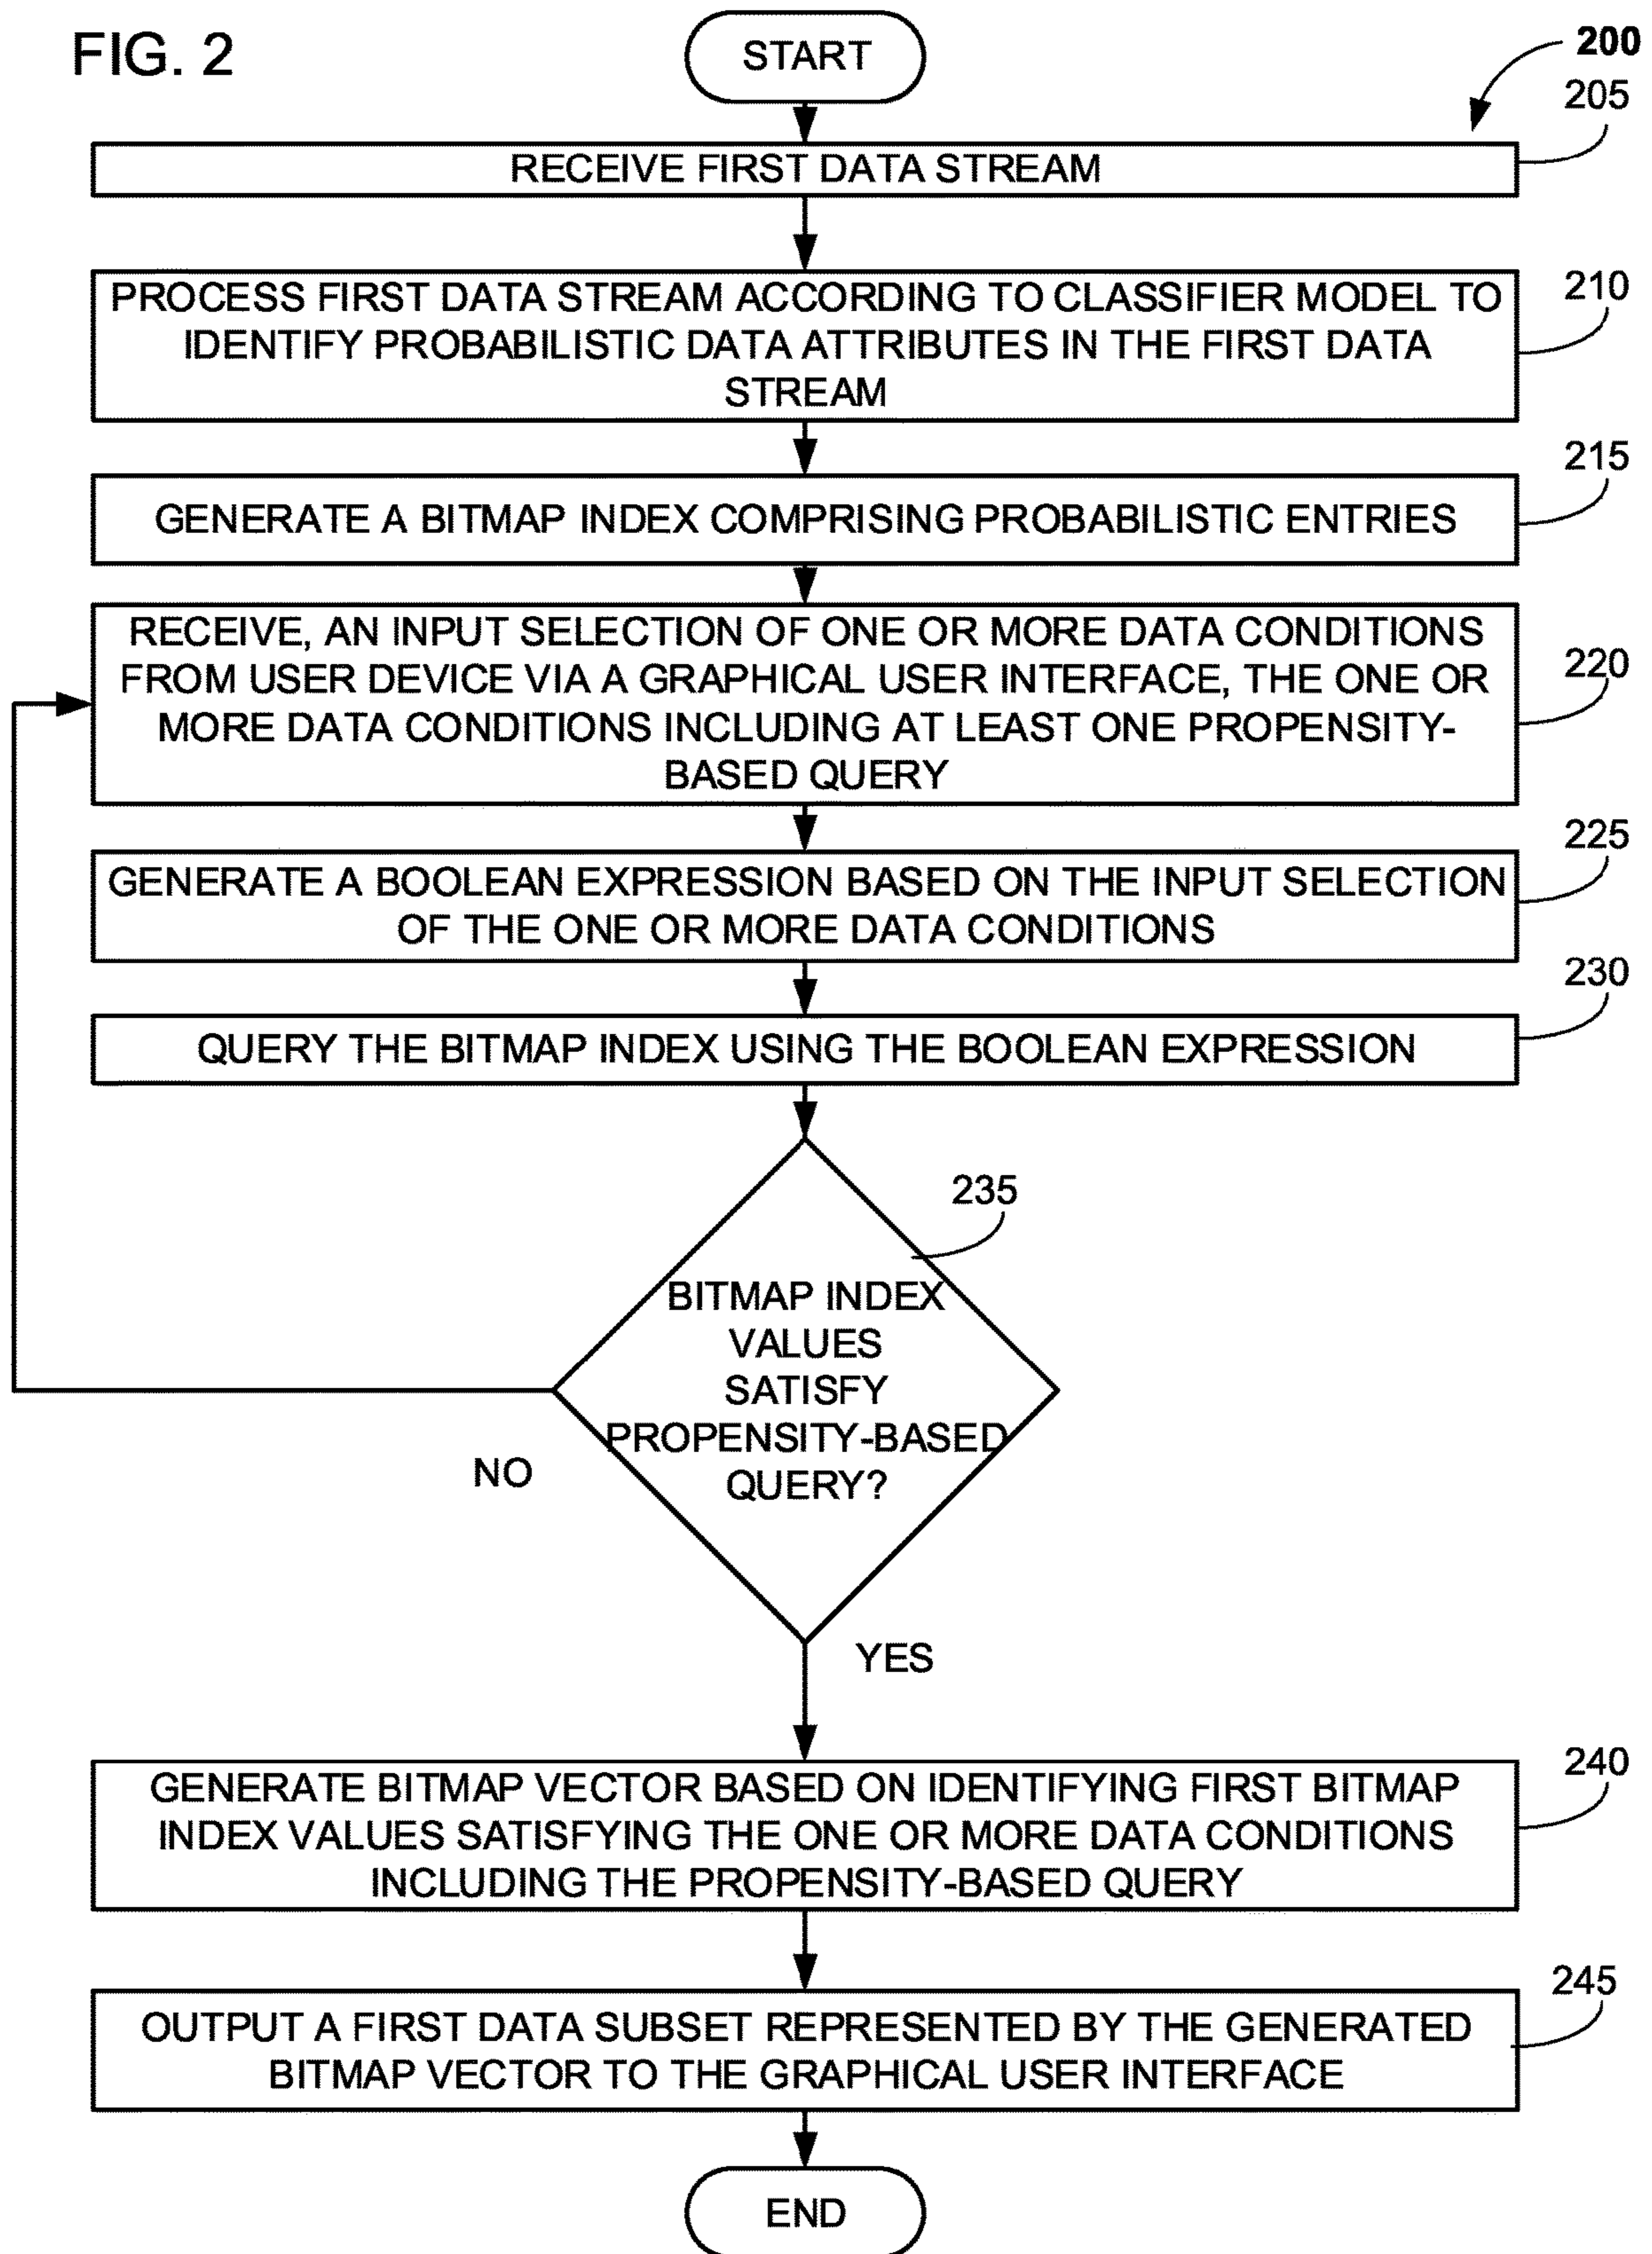 FIG. 2
START
200
205
RECEIVE FIRST DATA STREAM
210
PROCESS FIRST DATA STREAM ACCORDING TO CLASSIFIER MODEL TO
IDENTIFY PROBABILISTIC DATA ATTRIBUTES IN THE FIRST DATA
STREAM
215
GENERATE A BITMAP INDEX COMPRISING PROBABILISTIC ENTRIES
220
RECEIVE, AN INPUT SELECTION OF ONE OR MORE DATA CONDITIONS
FROM USER DEVICE VIA A GRAPHICAL USER INTERFACE, THE ONE OR
MORE DATA CONDITIONS INCLUDING AT LEAST ONE PROPENSITY-
BASED QUERY
225
GENERATE A BOOLEAN EXPRESSION BASED ON THE INPUT SELECTION
OF THE ONE OR MORE DATA CONDITIONS
230
QUERY THE BITMAP INDEX USING THE BOOLEAN EXPRESSION
235
BITMAP INDEX
VALUES
SATISFY
PROPENSITY-BASED
QUERY?
NO
YES
240
GENERATE BITMAP VECTOR BASED ON IDENTIFYING FIRST BITMAP
INDEX VALUES SATISFYING THE ONE OR MORE DATA CONDITIONS
INCLUDING THE PROPENSITY-BASED QUERY
245
OUTPUT A FIRST DATA SUBSET REPRESENTED BY THE GENERATED
BITMAP VECTOR TO THE GRAPHICAL USER INTERFACE
END